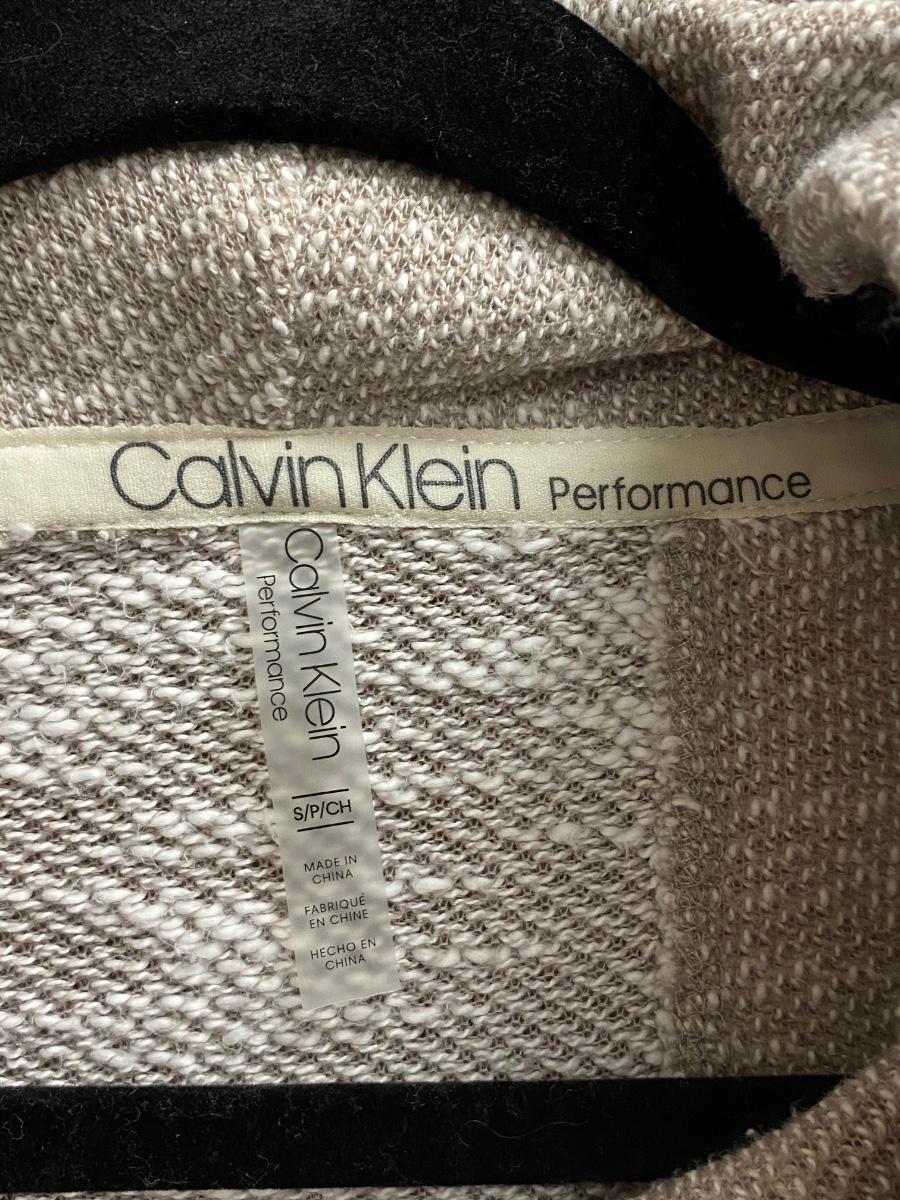 Calvin Klein Performance
Calvin Klein
Performance
S/P/CH
MADE IN
CHINA
FABRIQUÉ
EN CHINE
HECHO EN
CHINA